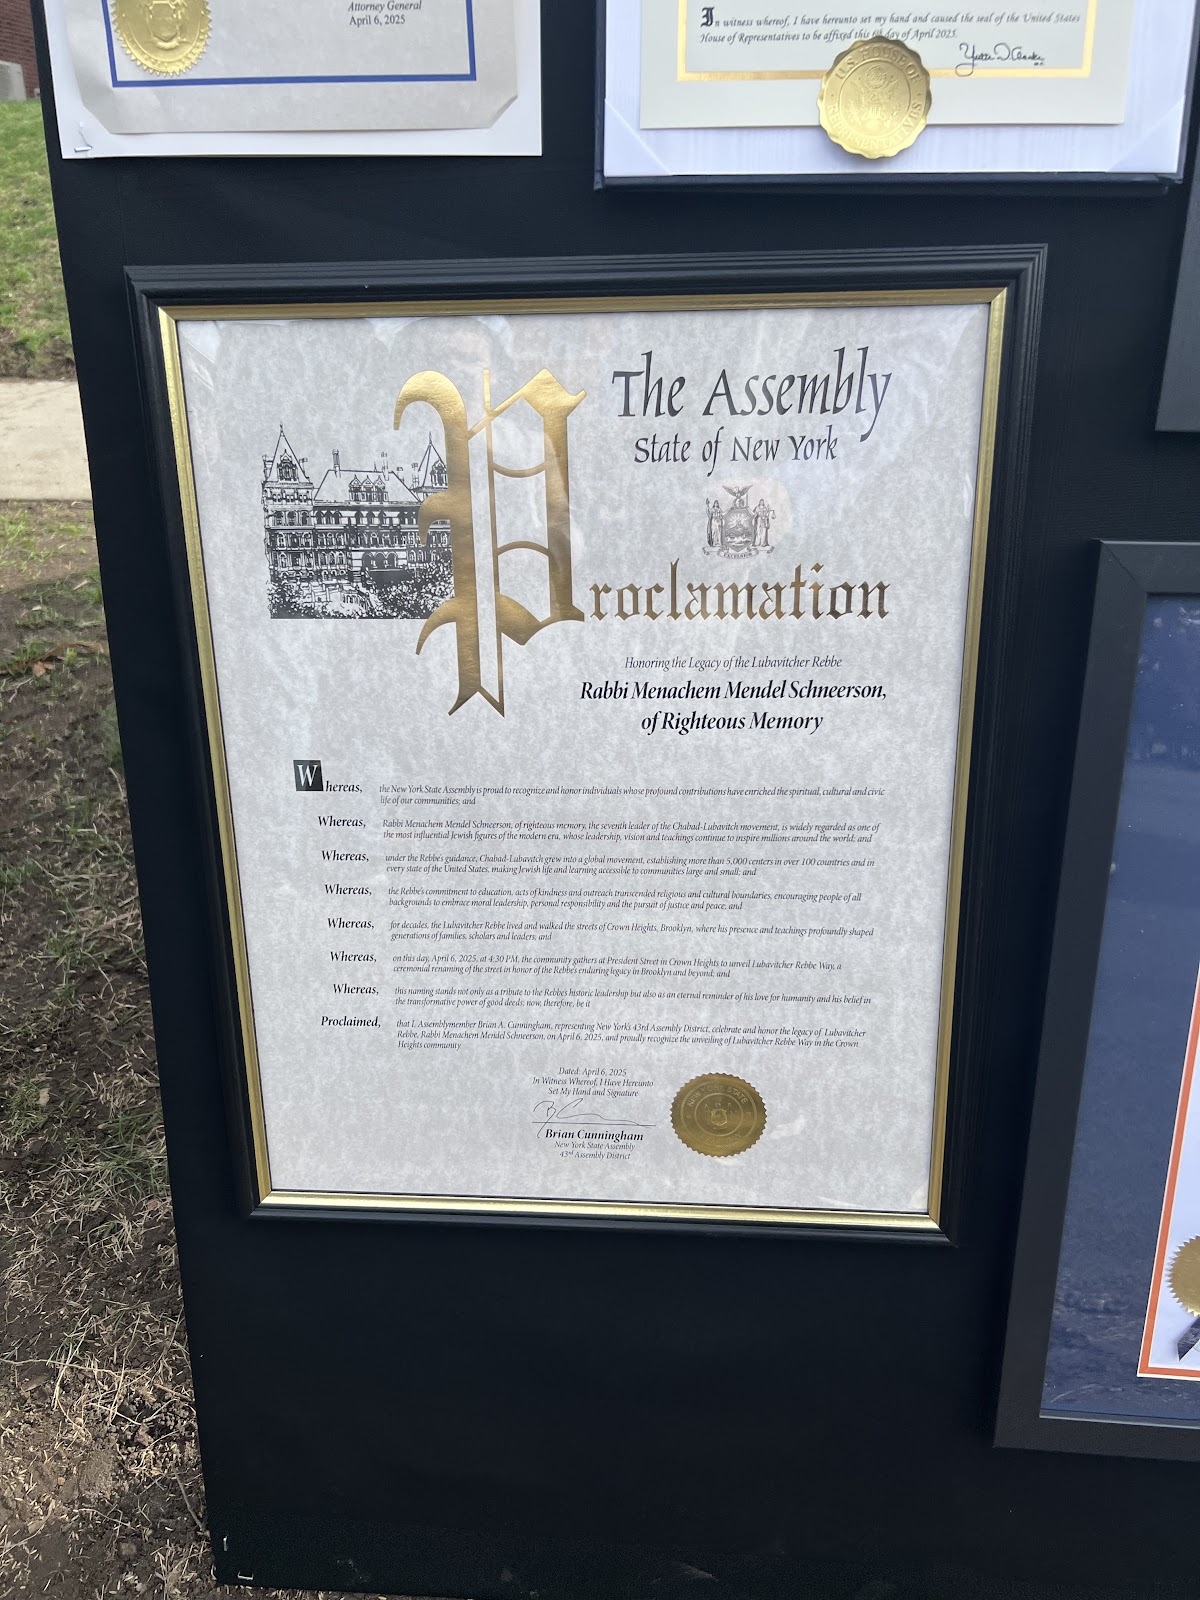 Attorney General
April 6, 2025
In witness whereof, I have hereunto set my hand and caused the seal of the United States
House of Representatives to be affixed this 6th day of April 2025.
U.S. HOUSE OF
REPRESENTATIVES
The Assembly
State of New York
EXCELSIOR
Proclamation
Honoring the Legacy of the Lubavitcher Rebbe
Rabbi Menachem Mendel Schneerson,
of Righteous Memory
Whereas, the New York State Assembly is proud to recognize and honor individuals whose profound contributions have enriched the spiritual, cultural and civic
life of our communities; and
Whereas, Rabbi Menachem Mendel Schneerson, of righteous memory, the seventh leader of the Chabad-Lubavitch movement, is widely regarded as one of
the most influential Jewish figures of the modern era, whose leadership, vision and teachings continue to inspire millions around the world; and
Whereas, under the Rebbe's guidance, Chabad-Lubavitch grew into a global movement, establishing more than 5,000 centers in over 100 countries and in
every state of the United States, making Jewish life and learning accessible to communities large and small; and
Whereas, the Rebbe's commitment to education, acts of kindness and outreach transcended religious and cultural boundaries, encouraging people of all
backgrounds to embrace moral leadership, personal responsibility and the pursuit of justice and peace; and
Whereas, for decades, the Lubavitcher Rebbe lived and walked the streets of Crown Heights, Brooklyn, where his presence and teachings profoundly shaped
generations of families, scholars and leaders; and
Whereas, on this day, April 6, 2025, at 4:30 PM, the community gathers at President Street in Crown Heights to unveil Lubavitcher Rebbe Way, a
ceremonial renaming of the street in honor of the Rebbe's enduring legacy in Brooklyn and beyond; and
Whereas, this naming stands not only as a tribute to the Rebbe's historic leadership but also as an eternal reminder of his love for humanity and his belief in
the transformative power of good deeds; now, therefore, be it
Proclaimed, that I, Assemblymember Brian A. Cunningham, representing New York's 43rd Assembly District, celebrate and honor the legacy of Lubavitcher
Rebbe, Rabbi Menachem Mendel Schneerson, on April 6, 2025, and proudly recognize the unveiling of Lubavitcher Rebbe Way in the Crown
Heights community
Dated: April 6, 2025
In Witness Whereof, I Have Hereunto
Set My Hand and Signature
Brian Cunningham
New York State Assembly
43rd Assembly District